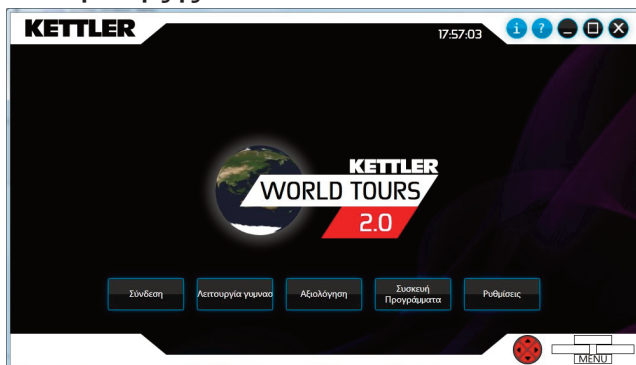 KETTLER
17:57:03
i
?
X
KETTLER
WORLD TOURS
2.0
Σύνδεση
Λειτουργία γυμνασ
Αξιολόγηση
Συσκευή
Προγράμματα
Ρυθμίσεις
MENU